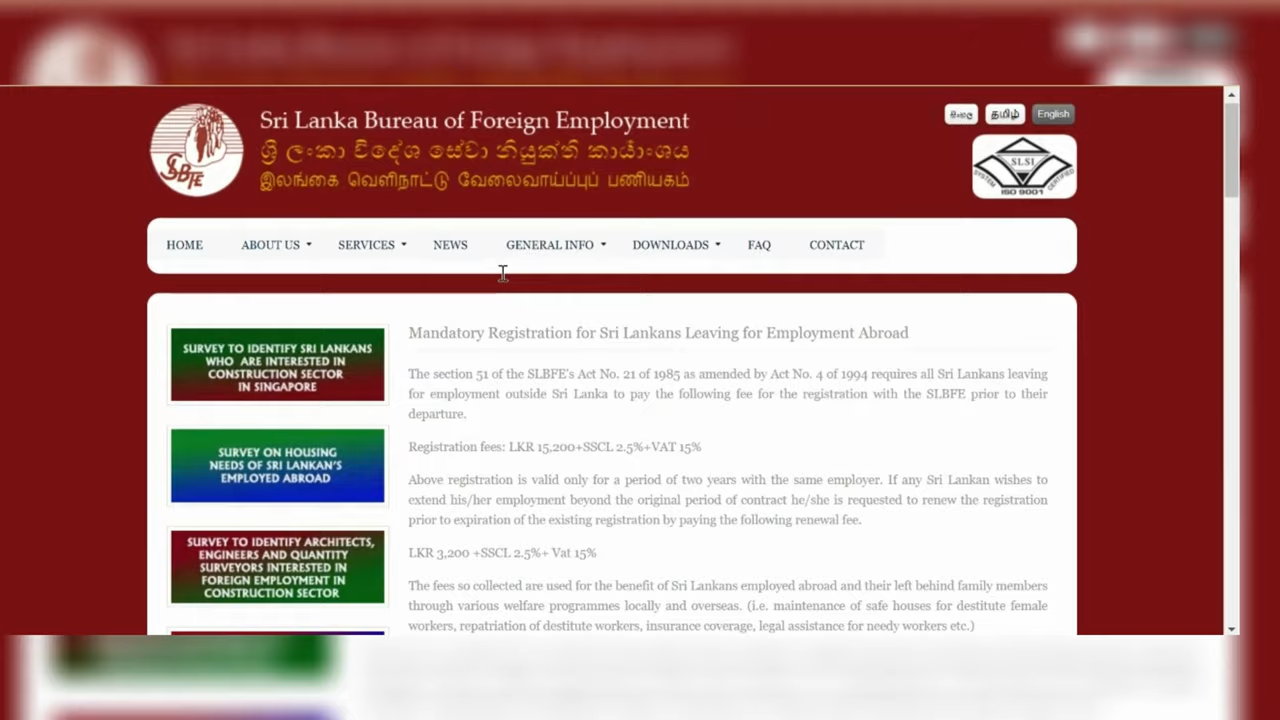 Sri Lanka Bureau of Foreign Employment
ශ්‍රී ලංකා විදේශ සේවා නියුක්ති කාර්යාංශය
இலங்கை வெளிநாட்டு வேலைவாய்ப்புப் பணியகம்
SLBFE
සිංහල
தமிழ்
English
SLSI
SYSTEM CERTIFIED
ISO 9001
HOME ABOUT US SERVICES NEWS GENERAL INFO DOWNLOADS FAQ CONTACT
SURVEY TO IDENTIFY SRI LANKANS
WHO ARE INTERESTED IN
CONSTRUCTION SECTOR
IN SINGAPORE
SURVEY ON HOUSING
NEEDS OF SRI LANKAN'S
EMPLOYED ABROAD
SURVEY TO IDENTIFY ARCHITECTS,
ENGINEERS AND QUANTITY
SURVEYORS INTERESTED IN
FOREIGN EMPLOYMENT IN
CONSTRUCTION SECTOR
Mandatory Registration for Sri Lankans Leaving for Employment Abroad
The section 51 of the SLBFE's Act No. 21 of 1985 as amended by Act No. 4 of 1994 requires all Sri Lankans leaving
for employment outside Sri Lanka to pay the following fee for the registration with the SLBFE prior to their
departure.
Registration fees: LKR 15,200+SSCL 2.5%+VAT 15%
Above registration is valid only for a period of two years with the same employer. If any Sri Lankan wishes to
extend his/her employment beyond the original period of contract he/she is requested to renew the registration
prior to expiration of the existing registration by paying the following renewal fee.
LKR 3,200 +SSCL 2.5%+ Vat 15%
The fees so collected are used for the benefit of Sri Lankans employed abroad and their left behind family members
through various welfare programmes locally and overseas. (i.e. maintenance of safe houses for destitute female
workers, repatriation of destitute workers, insurance coverage, legal assistance for needy workers etc.)